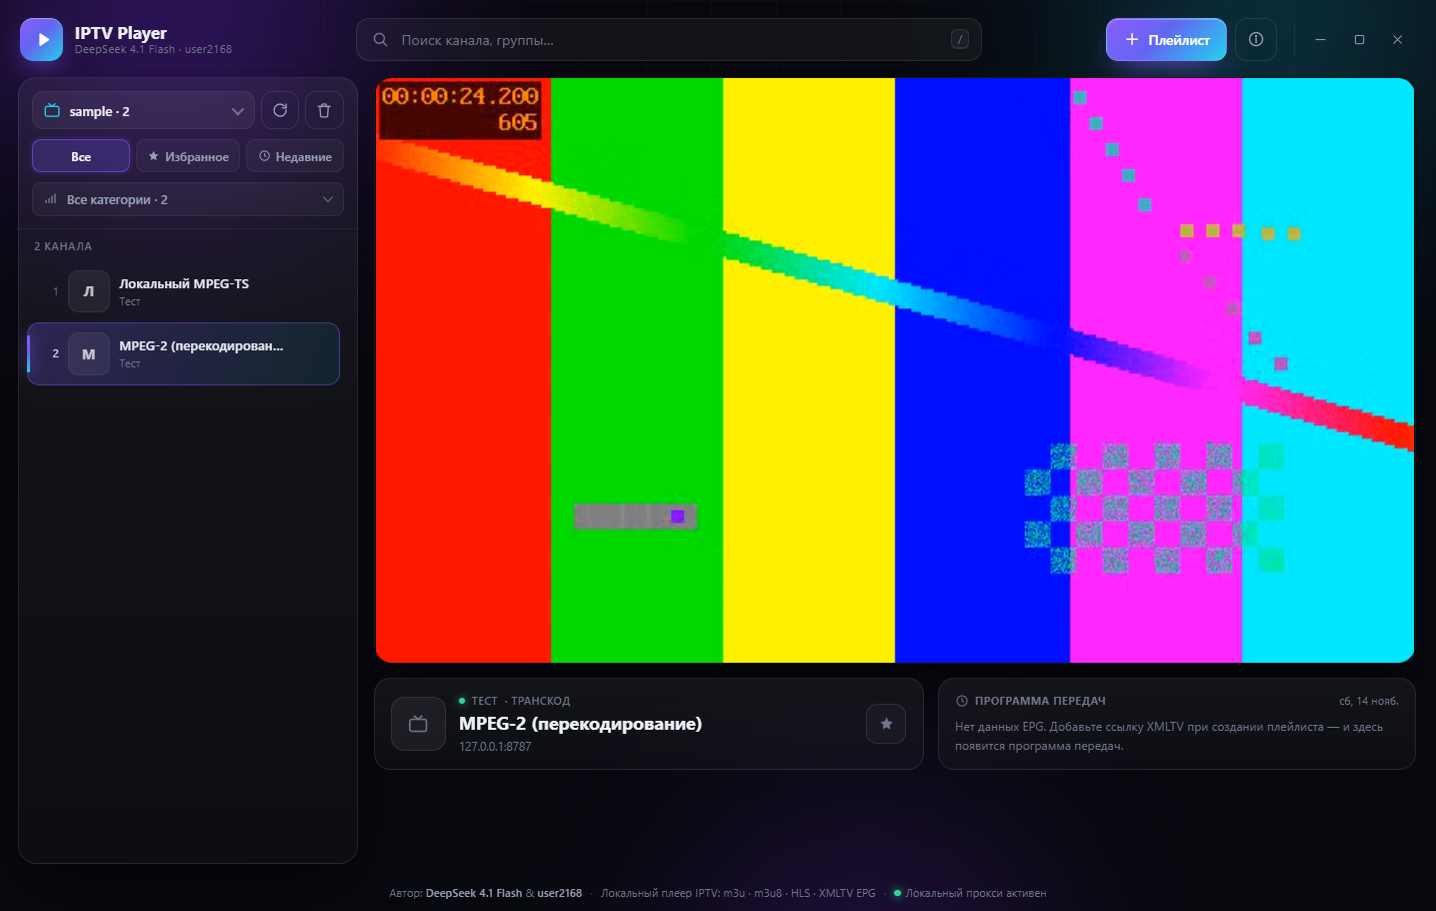 IPTV Player
DeepSeek 4.1 Flash · user2168
Поиск канала, группы...
/
Плейлист
sample · 2
Все
Избранное
Недавние
Все категории · 2
2 КАНАЛА
1
Л
Локальный MPEG-TS
Тест
2
M
MPEG-2 (перекодирован...
Тест
00:00:24.200
605
ТЕСТ · ТРАНСКОД
MPEG-2 (перекодирование)
127.0.0.1:8787
ПРОГРАММА ПЕРЕДАЧ
сб, 14 нояб.
Нет данных EPG. Добавьте ссылку XMLTV при создании плейлиста — и здесь
появится программа передач.
Автор: DeepSeek 4.1 Flash & user2168 · Локальный плеер IPTV: m3u · m3u8 · HLS · XMLTV EPG · Локальный прокси активен